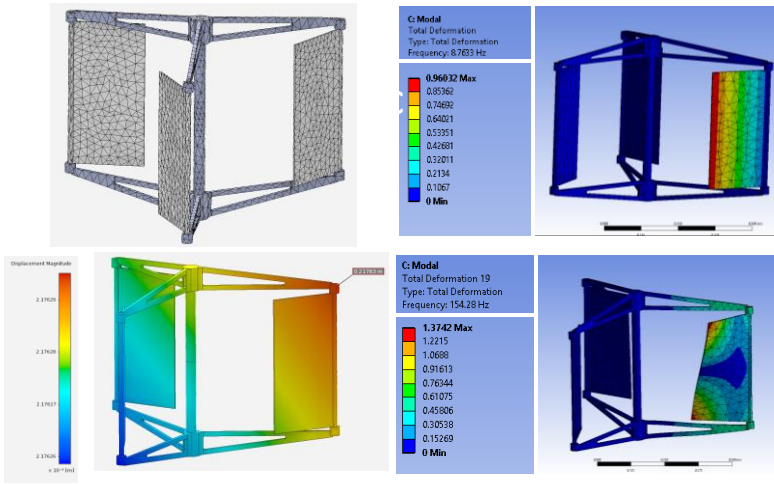 C: Modal
Total Deformation
Type: Total Deformation
Frequency: 8.7633 Hz
0.96032 Max
0.85362
0.74692
0.64021
0.53351
0.42681
0.32011
0.2134
0.1067
0 Min
Displacement Magnitude
2.17629
2.17628
2.17627
2.17626
0.21763 m
C: Modal
Total Deformation 19
Type: Total Deformation
Frequency: 154.28 Hz
1.3742 Max
1.2215
1.0688
0.91613
0.76344
0.61075
0.45806
0.30538
0.15269
0 Min